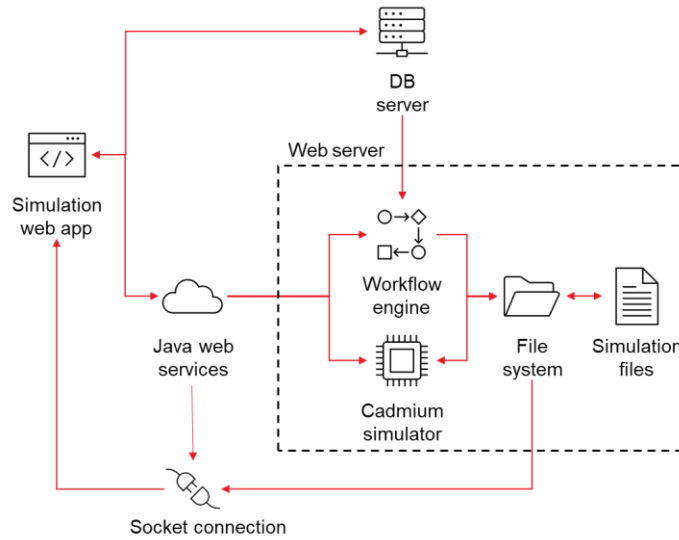 DB
server
Web server
</>
Simulation
web app
Workflow
engine
Java web
services
File
system
Simulation
files
Cadmium
simulator
Socket connection